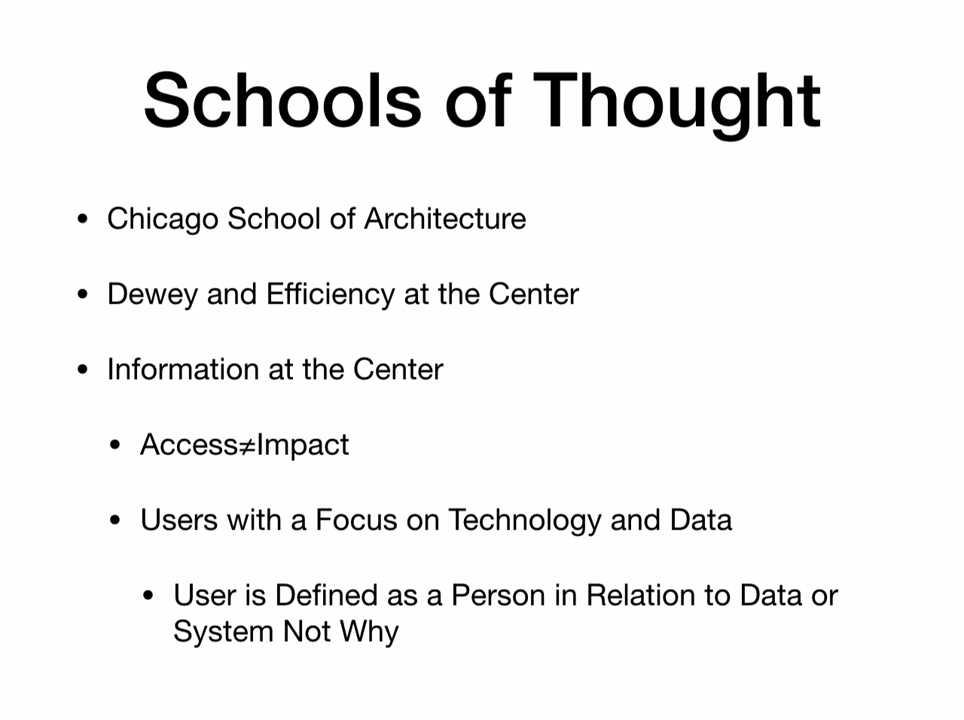 Schools of Thought
• Chicago School of Architecture
• Dewey and Efficiency at the Center
• Information at the Center
• Access≠Impact
• Users with a Focus on Technology and Data
• User is Defined as a Person in Relation to Data or
System Not Why